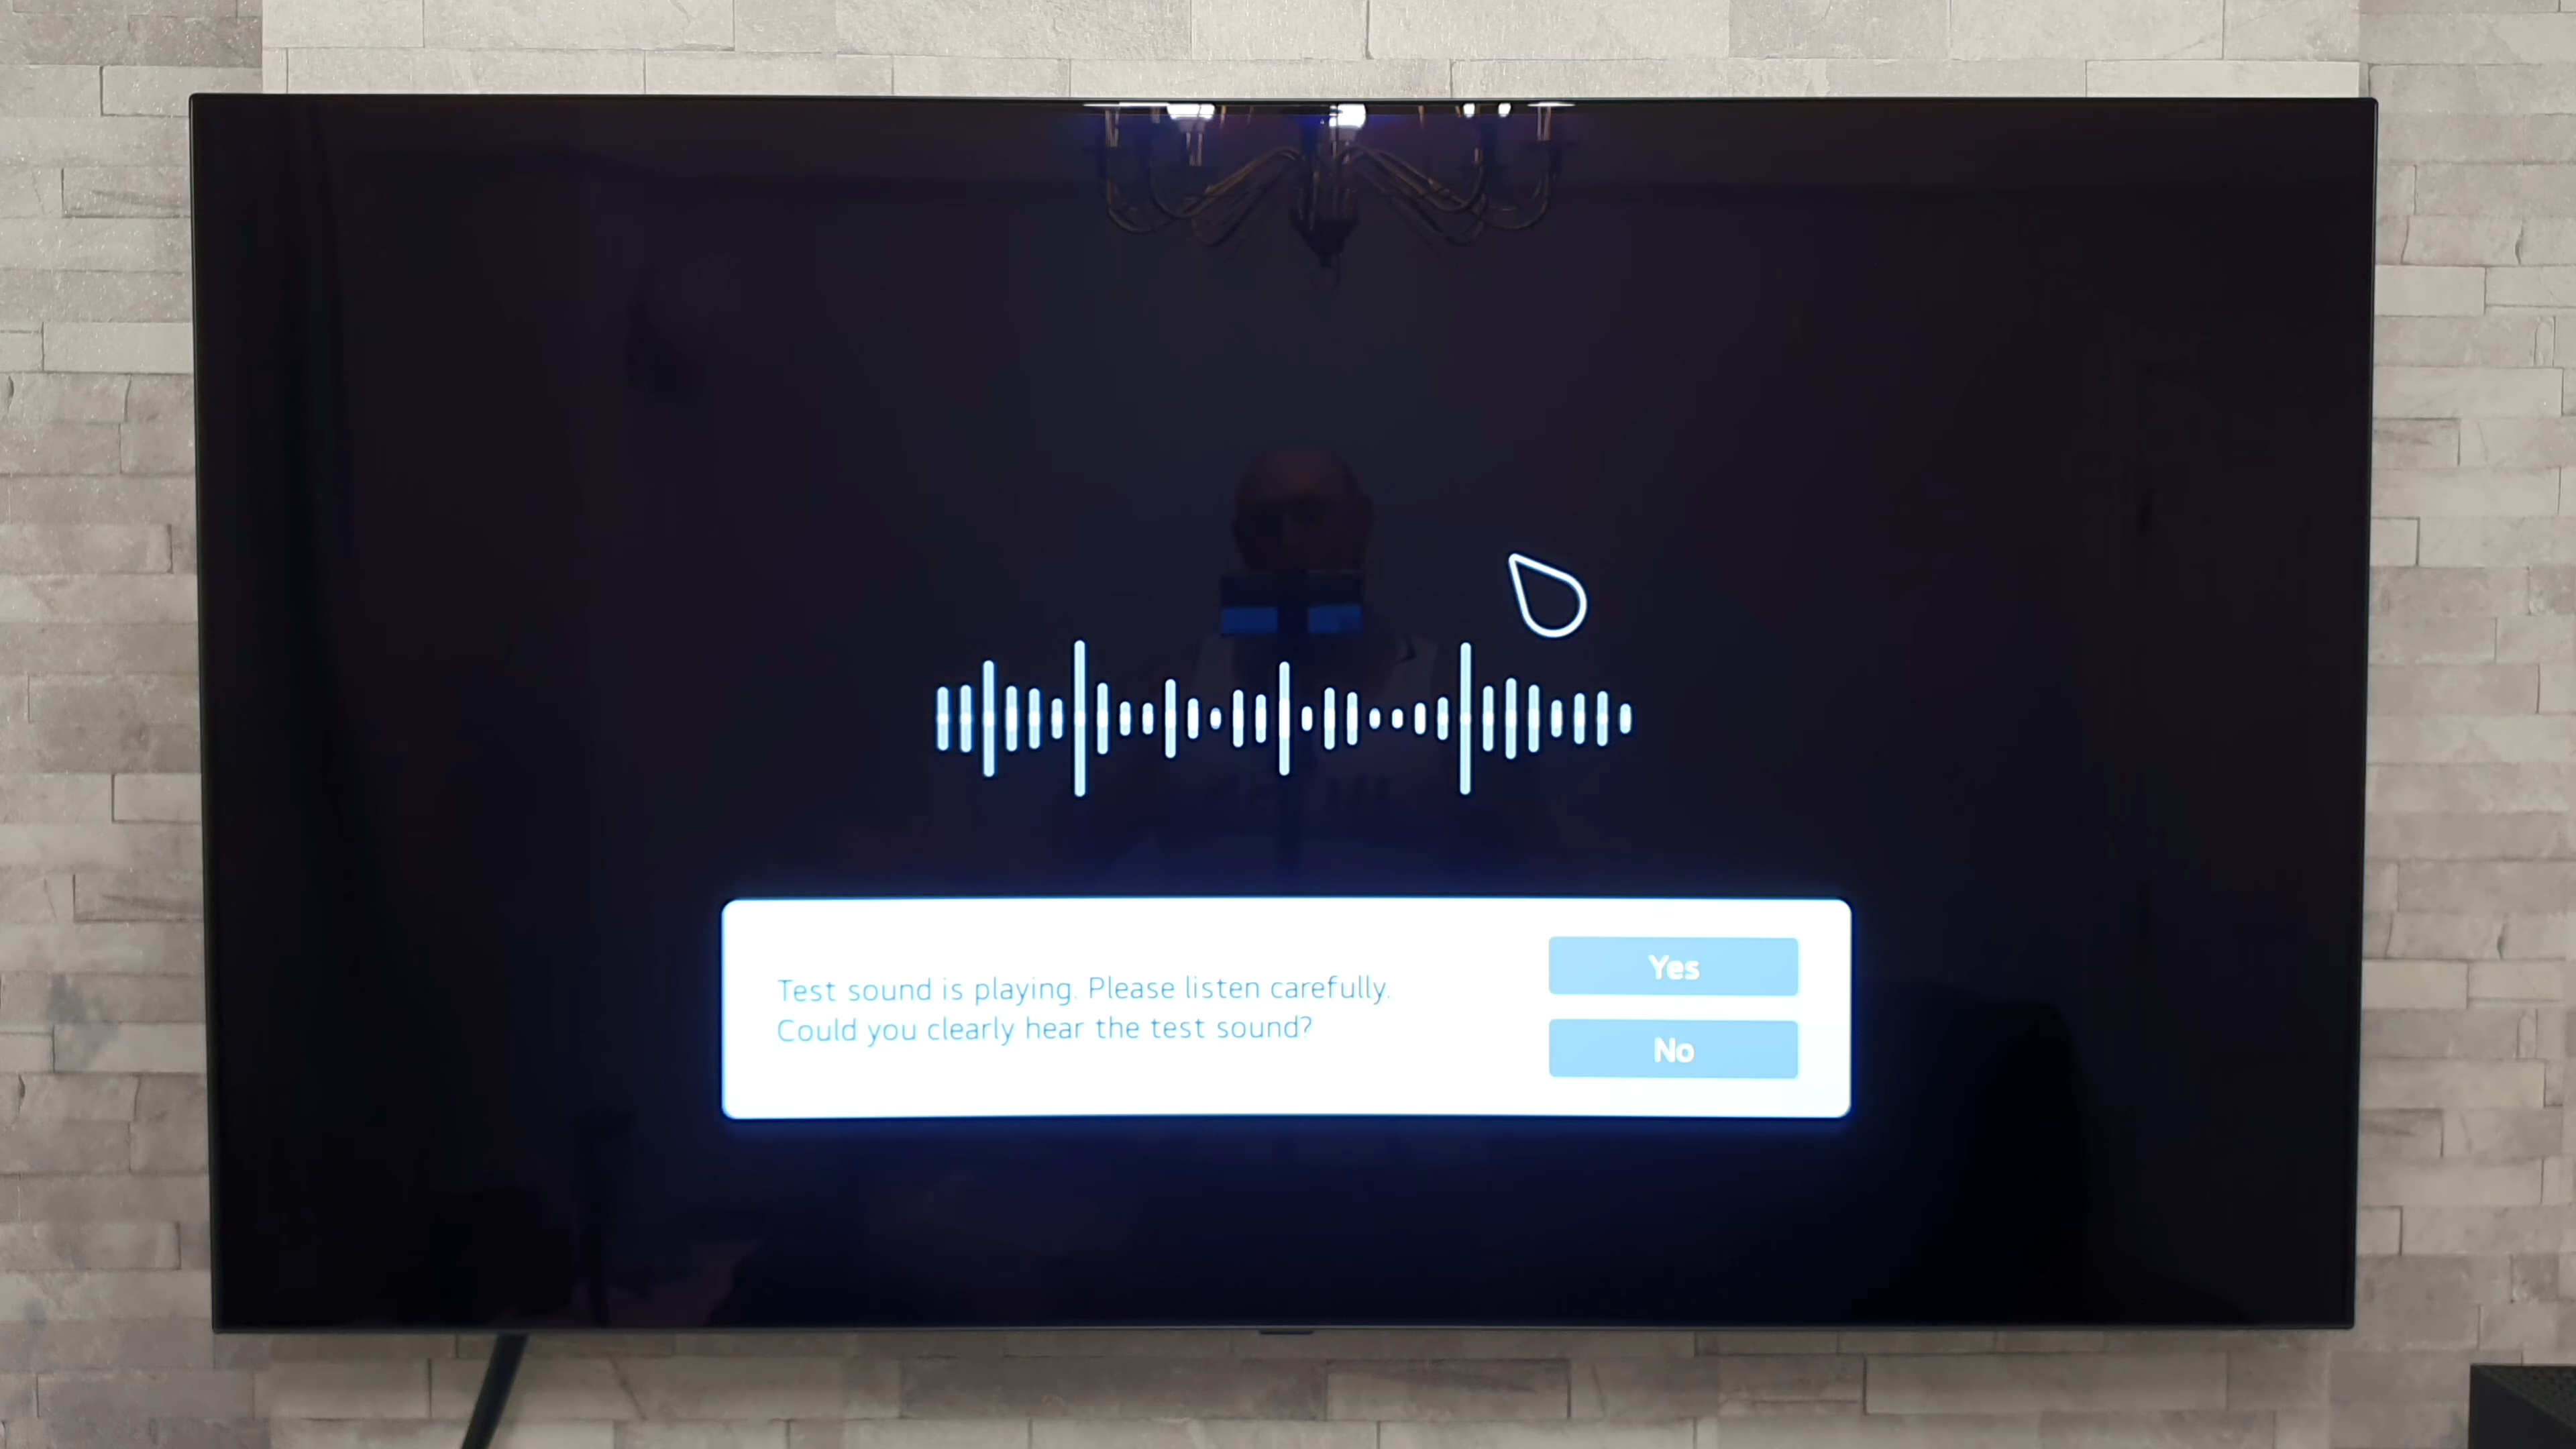 Test sound is playing. Please listen carefully.
Could you clearly hear the test sound?
Yes
No